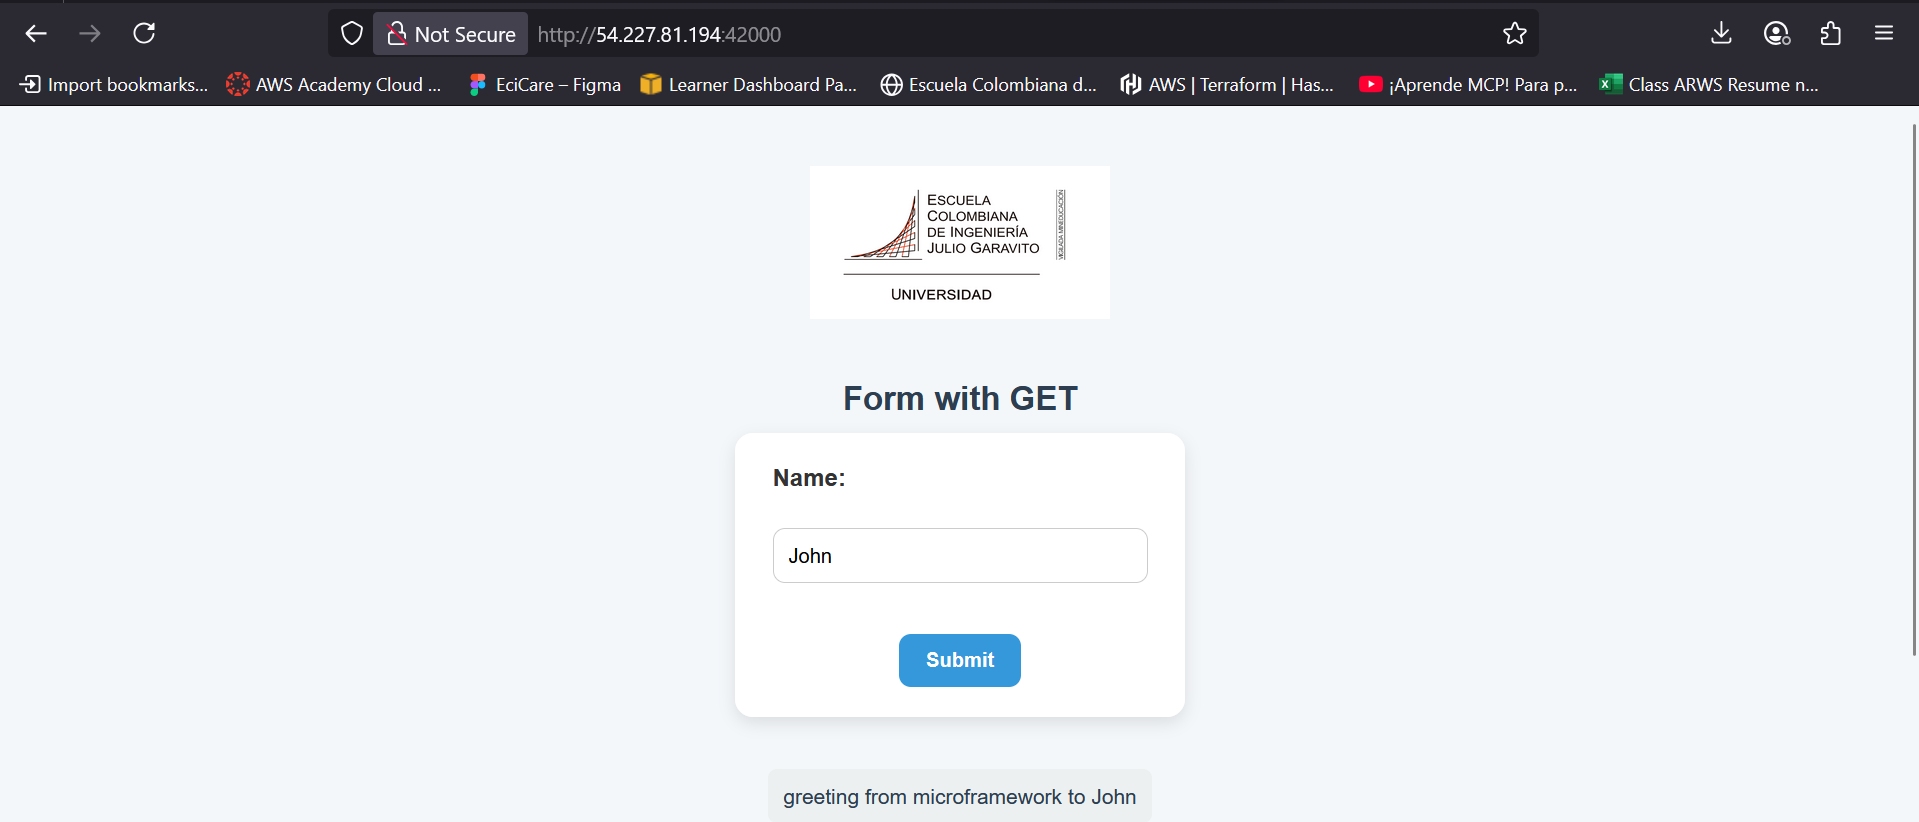 Not Secure
http://54.227.81.194:42000
Import bookmarks...
AWS Academy Cloud ...
EciCare – Figma
Learner Dashboard Pa...
Escuela Colombiana d...
AWS | Terraform | Has...
¡Aprende MCP! Para p...
Class ARWS Resume n...
ESCUELA
COLOMBIANA
DE INGENIERÍA
JULIO GARAVITO
VIGILADA MINEDUCACIÓN
UNIVERSIDAD
Form with GET
Name:
John
Submit
greeting from microframework to John